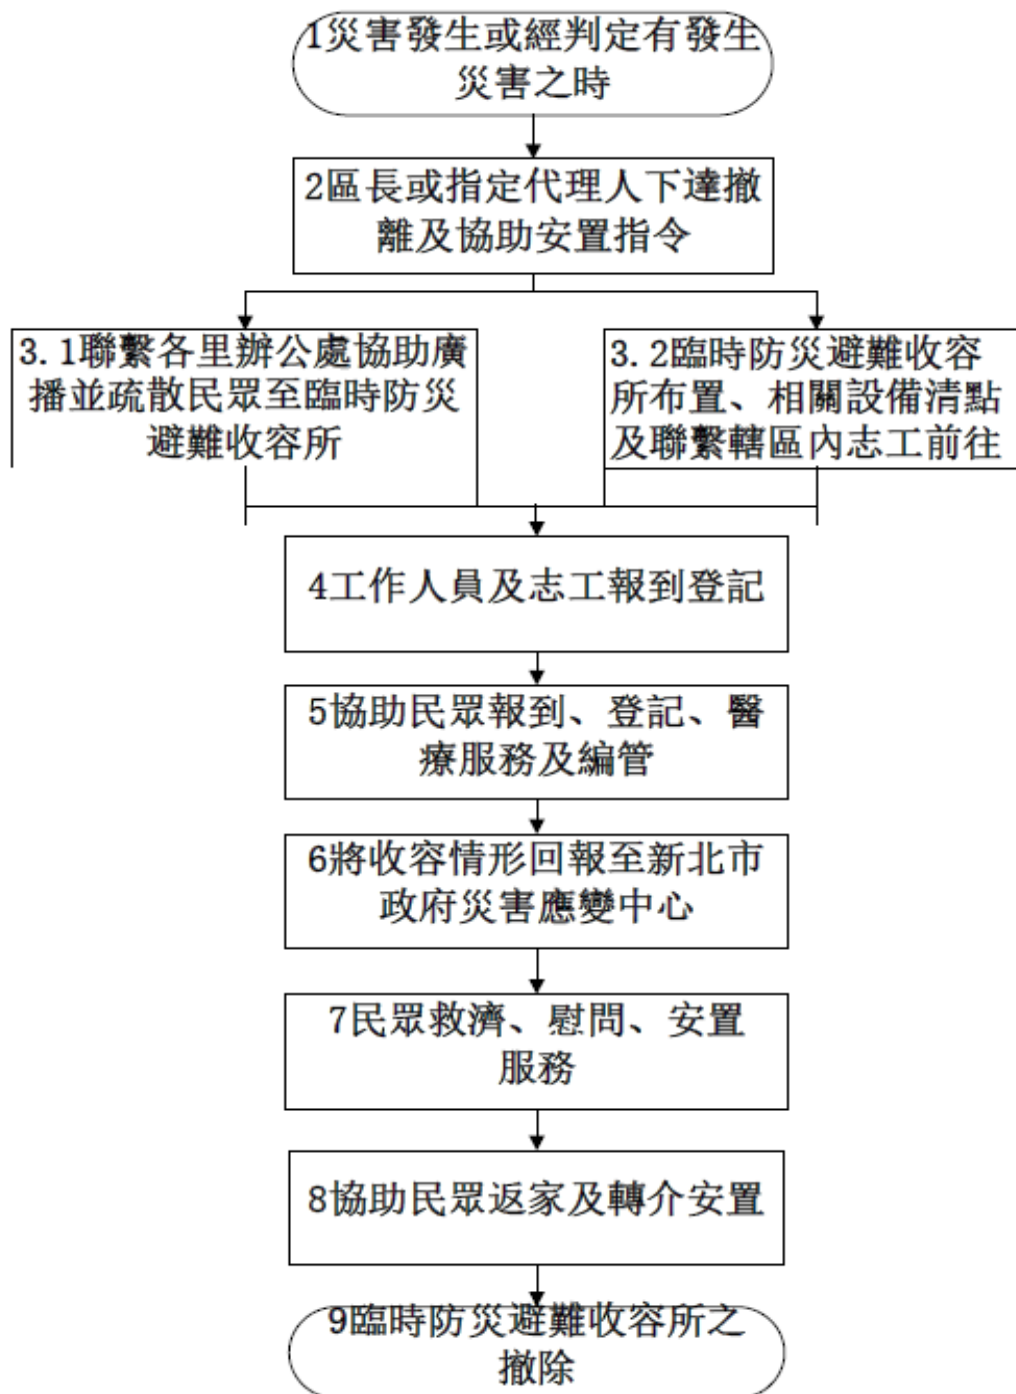 1災害發生或經判定有發生
災害之時
2區長或指定代理人下達撤
離及協助安置指令
3.1聯繫各里辦公處協助廣
播並疏散民眾至臨時防災
避難收容所
3.2臨時防災避難收容
所布置、相關設備清點
及聯繫轄區內志工前往
4工作人員及志工報到登記
5協助民眾報到、登記、醫
療服務及編管
6將收容情形回報至新北市
政府災害應變中心
7民眾救濟、慰問、安置
服務
8協助民眾返家及轉介安置
9臨時防災避難收容所之
撤除